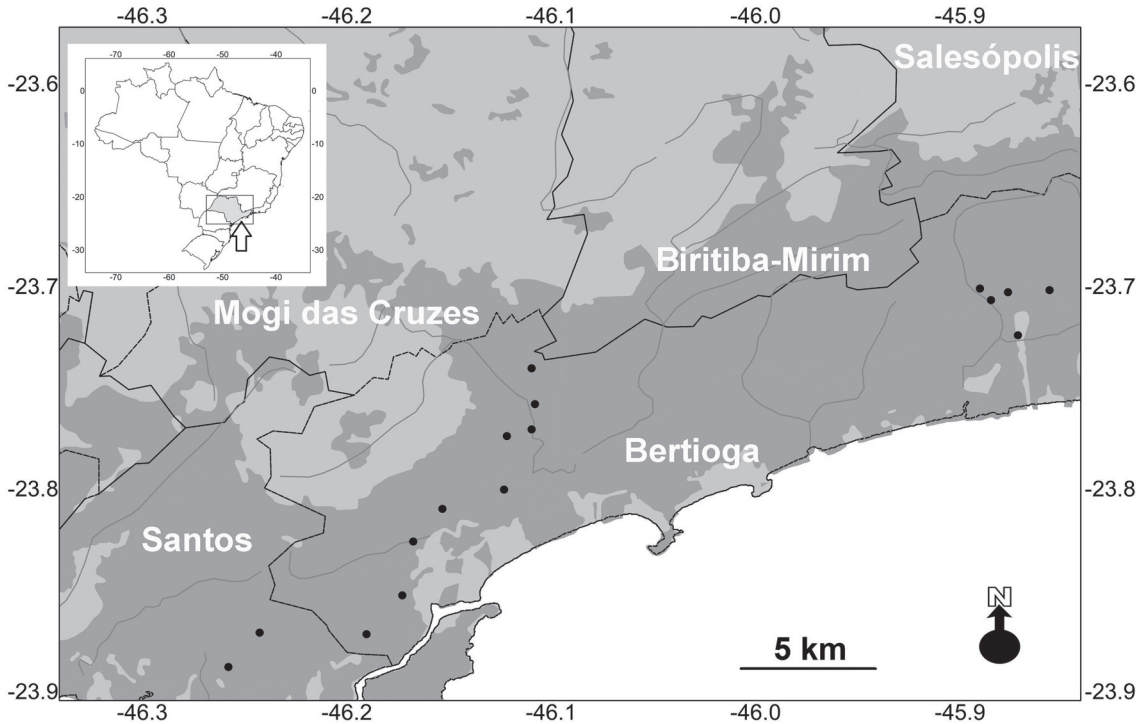 -46.3 -46.2 -46.1 -46.0 -45.9
Salesópolis
-23.6 -23.6
-70 -60 -50 -40
0 0
-10 -10
-20 -20
-30 -30
-70 -60 -50 -40
Biritiba-Mirim
-23.7 -23.7
Mogi das Cruzes
Bertioga
-23.8 -23.8
Santos
N
5 km
-23.9 -23.9
-46.3 -46.2 -46.1 -46.0 -45.9